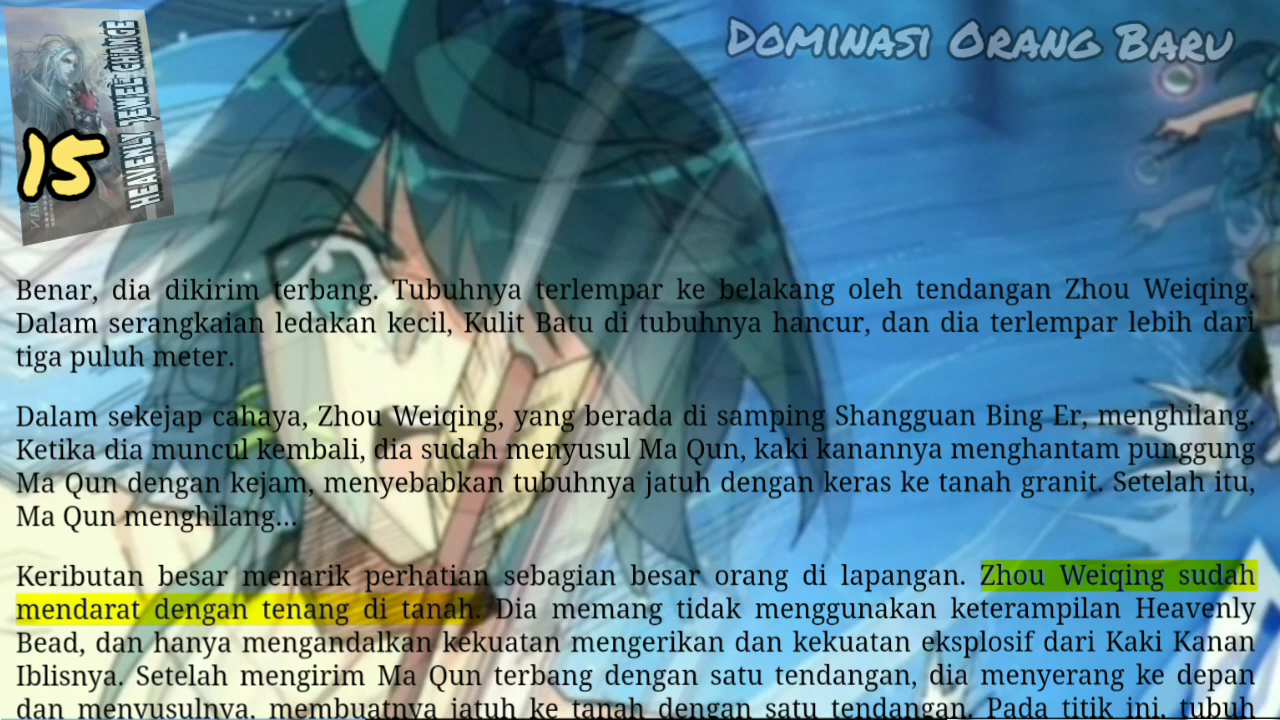 Dominasi Orang Baru
HEAVENLY JEWEL CHANGE
15
Benar, dia dikirim terbang. Tubuhnya terlempar ke belakang oleh tendangan Zhou Weiqing.
Dalam serangkaian ledakan kecil, Kulit Batu di tubuhnya hancur, dan dia terlempar lebih dari
tiga puluh meter.
Dalam sekejap cahaya, Zhou Weiqing, yang berada di samping Shangguan Bing Er, menghilang.
Ketika dia muncul kembali, dia sudah menyusul Ma Qun, kaki kanannya menghantam punggung
Ma Qun dengan kejam, menyebabkan tubuhnya jatuh dengan keras ke tanah granit. Setelah itu,
Ma Qun menghilang...
Keributan besar menarik perhatian sebagian besar orang di lapangan. Zhou Weiqing sudah
mendarat dengan tenang di tanah. Dia memang tidak menggunakan keterampilan Heavenly
Bead, dan hanya mengandalkan kekuatan mengerikan dan kekuatan eksplosif dari Kaki Kanan
Iblisnya. Setelah mengirim Ma Qun terbang dengan satu tendangan, dia menyerang ke depan
dan menyusulnya, membuatnya jatuh ke tanah dengan satu tendangan. Pada titik ini, tubuh